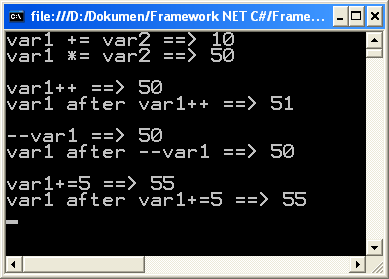 file:///D:/Dokumen/Framework NET C#/Frame...
var1 += var2 ==> 10
var1 *= var2 ==> 50
var1++ ==> 50
var1 after var1++ ==> 51
--var1 ==> 50
var1 after --var1 ==> 50
var1+=5 ==> 55
var1 after var1+=5 ==> 55